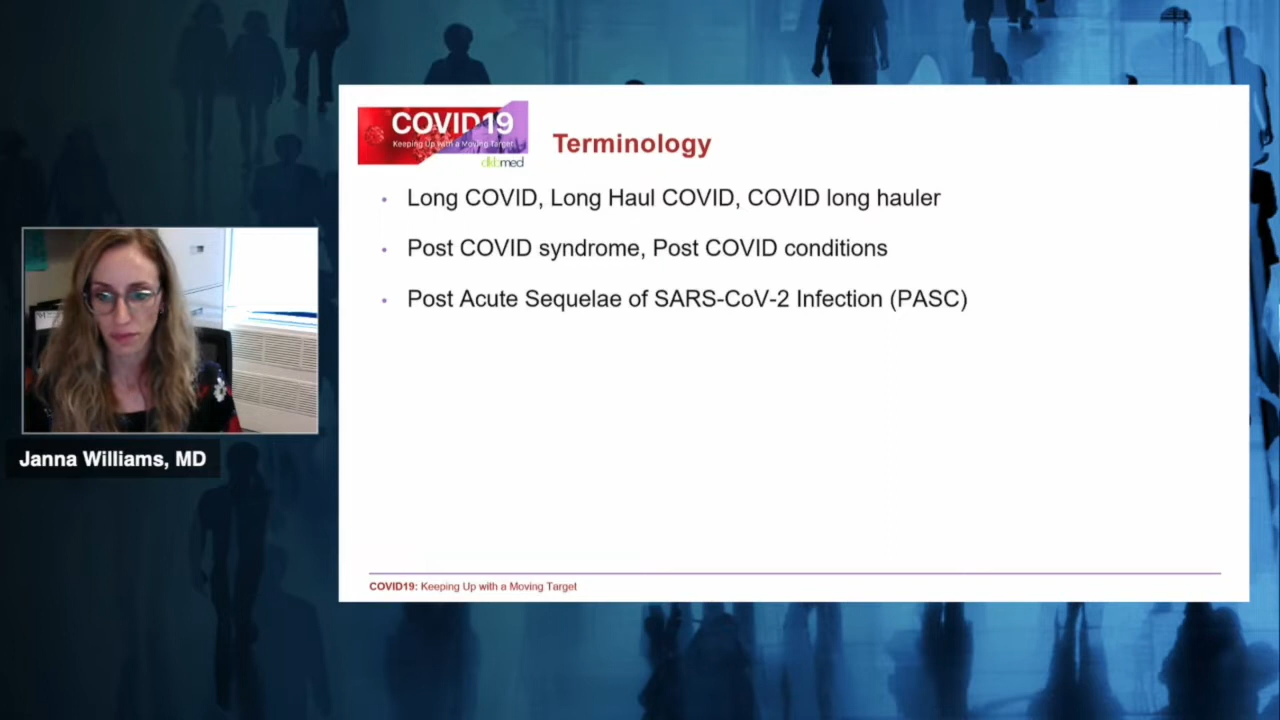 COVID19
Keeping Up with a Moving Target
dkbmed
Terminology
• Long COVID, Long Haul COVID, COVID long hauler
• Post COVID syndrome, Post COVID conditions
• Post Acute Sequelae of SARS-CoV-2 Infection (PASC)
Janna Williams, MD
COVID19: Keeping Up with a Moving Target